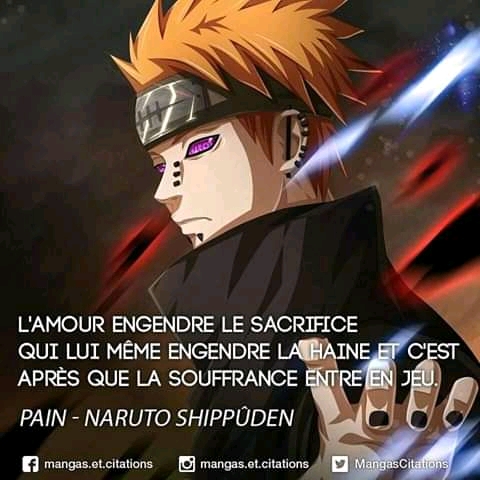 L'AMOUR ENGENDRE LE SACRIFICE
QUI LUI MÊME ENGENDRE LA HAINE ET C'EST
APRÈS QUE LA SOUFFRANCE ENTRE EN JEU.
PAIN - NARUTO SHIPPÛDEN
mangas.et.citations mangas.et.citations MangasCitations